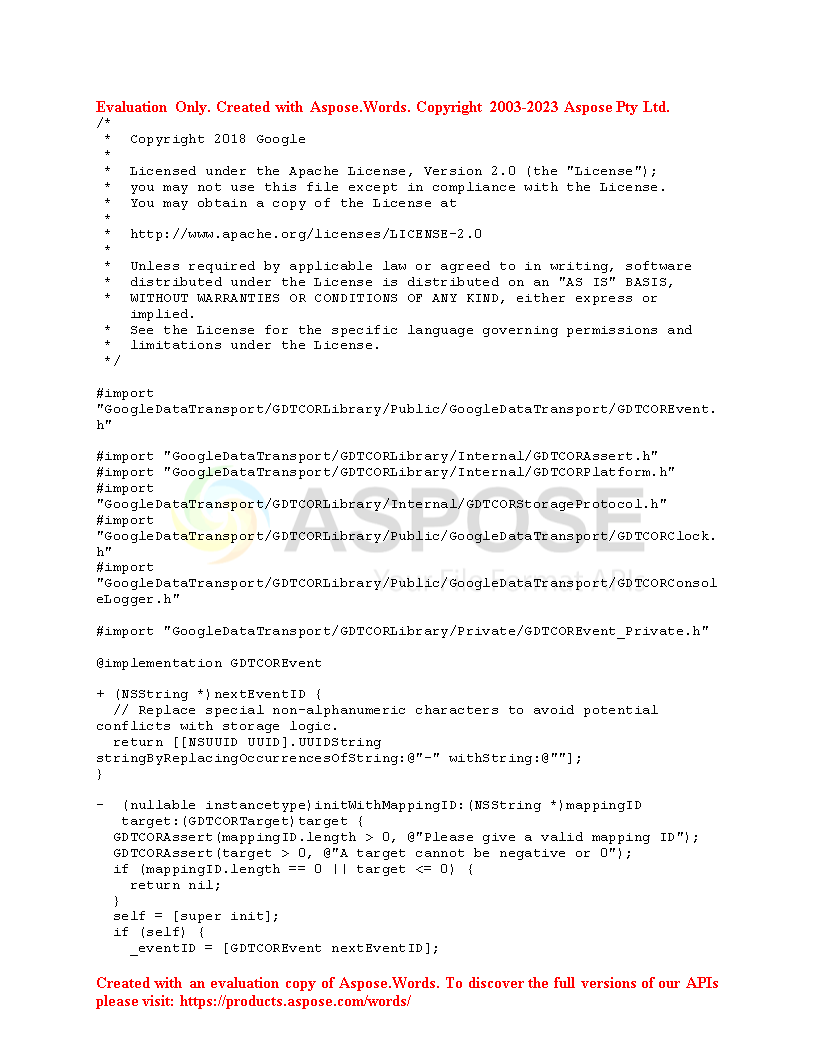 Evaluation Only. Created with Aspose.Words. Copyright 2003-2023 Aspose Pty Ltd.
/*
 *  Copyright 2018 Google
 *
 *  Licensed under the Apache License, Version 2.0 (the "License");
 *  you may not use this file except in compliance with the License.
 *  You may obtain a copy of the License at
 *
 *  http://www.apache.org/licenses/LICENSE-2.0
 *
 *  Unless required by applicable law or agreed to in writing, software
 *  distributed under the License is distributed on an "AS IS" BASIS,
 *  WITHOUT WARRANTIES OR CONDITIONS OF ANY KIND, either express or
    implied.
 *  See the License for the specific language governing permissions and
 *  limitations under the License.
 */

#import
"GoogleDataTransport/GDTCORLibrary/Public/GoogleDataTransport/GDTCOREvent.
h"

#import "GoogleDataTransport/GDTCORLibrary/Internal/GDTCORAssert.h"
#import "GoogleDataTransport/GDTCORLibrary/Internal/GDTCORPlatform.h"
#import
"GoogleDataTransport/GDTCORLibrary/Internal/GDTCORStorageProtocol.h"
#import
"GoogleDataTransport/GDTCORLibrary/Public/GoogleDataTransport/GDTCORClock.
h"
#import
"GoogleDataTransport/GDTCORLibrary/Public/GoogleDataTransport/GDTCORConsol
eLogger.h"

#import "GoogleDataTransport/GDTCORLibrary/Private/GDTCOREvent_Private.h"

@implementation GDTCOREvent

+ (NSString *)nextEventID {
  // Replace special non-alphanumeric characters to avoid potential
conflicts with storage logic.
  return [[NSUUID UUID].UUIDString
stringByReplacingOccurrencesOfString:@"-" withString:@""];
}

-  (nullable instancetype)initWithMappingID:(NSString *)mappingID
   target:(GDTCORTarget)target {
  GDTCORAssert(mappingID.length > 0, @"Please give a valid mapping ID");
  GDTCORAssert(target > 0, @"A target cannot be negative or 0");
  if (mappingID.length == 0 || target <= 0) {
    return nil;
  }
  self = [super init];
  if (self) {
    _eventID = [GDTCOREvent nextEventID];

ASPOSE
Your File Format APIs
Created with an evaluation copy of Aspose.Words. To discover the full versions of our APIs
please visit: https://products.aspose.com/words/